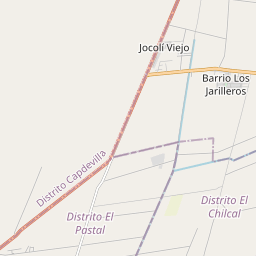 Jocolí Viejo
Barrio Los
Jarilleros
Distrito Capdevilla
Distrito El
Pastal
Distrito El
Chilcal